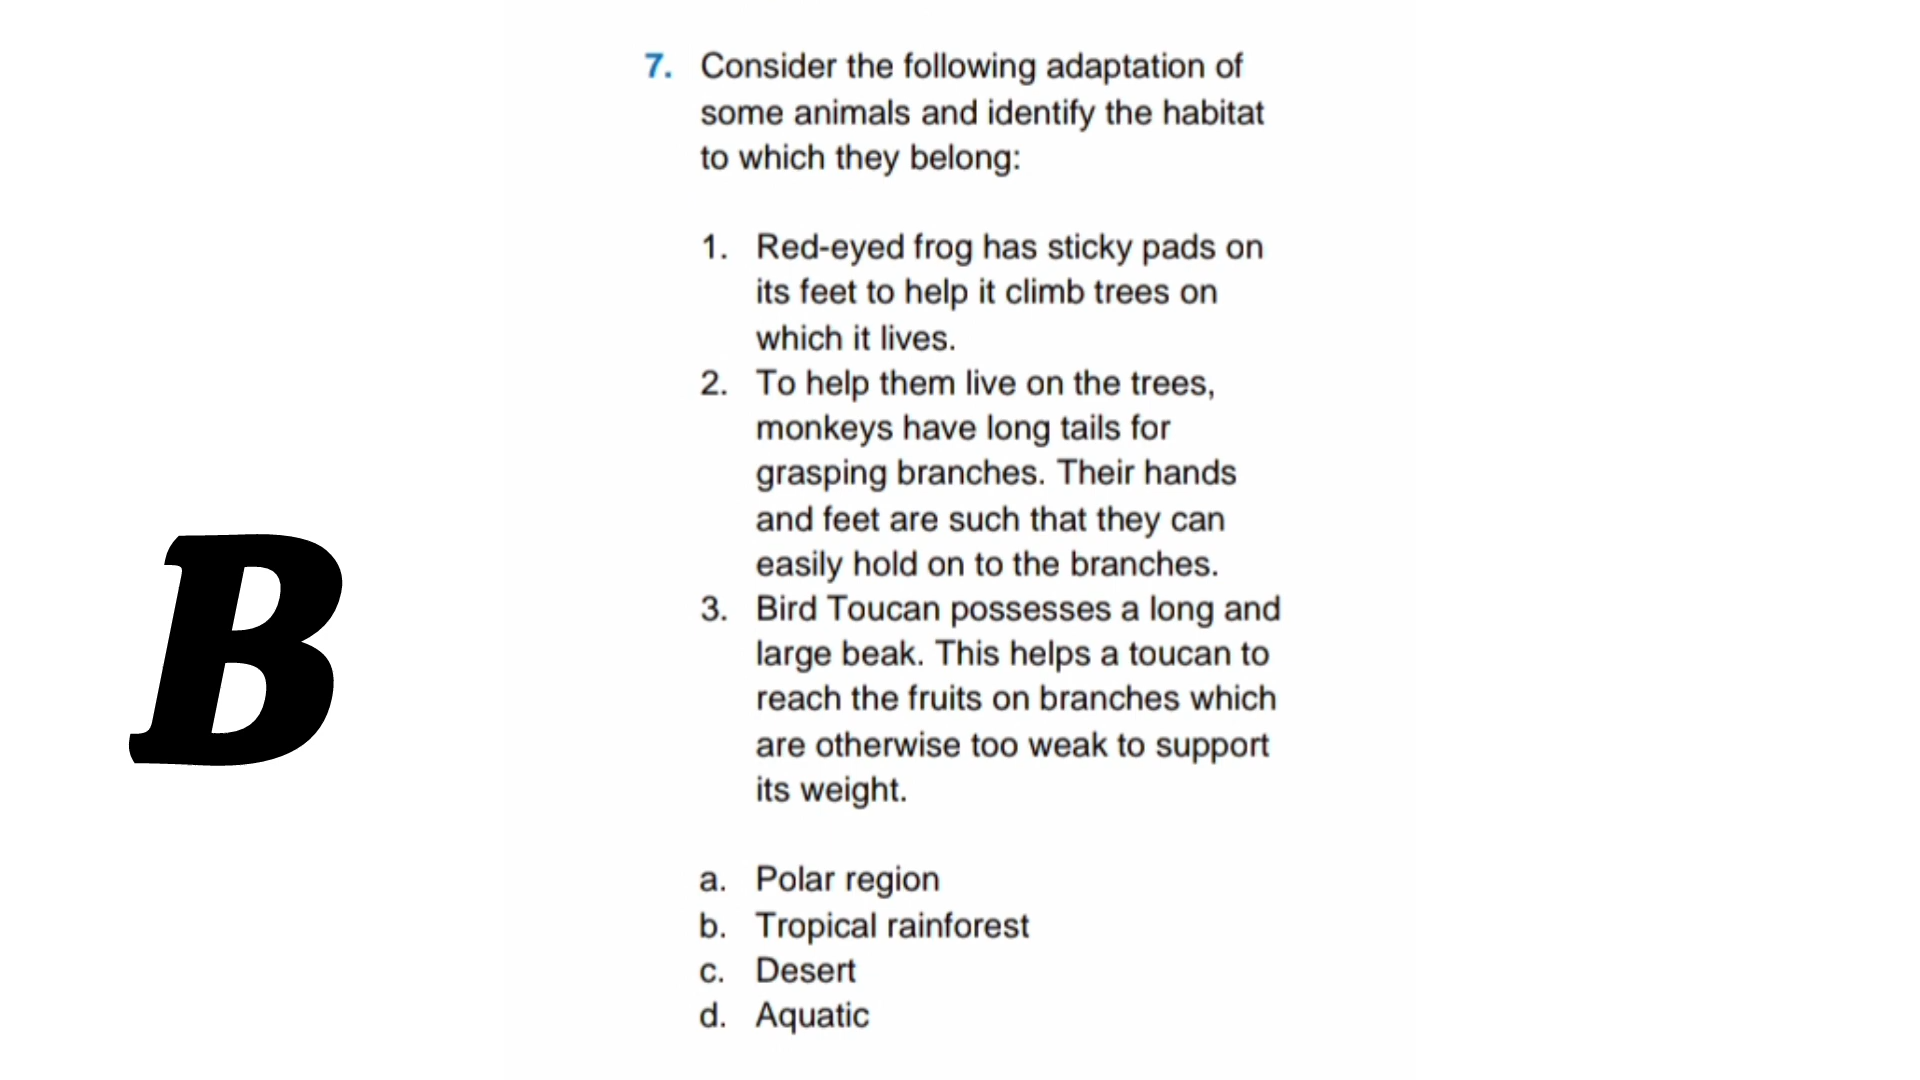 7. Consider the following adaptation of
some animals and identify the habitat
to which they belong:
1. Red-eyed frog has sticky pads on
its feet to help it climb trees on
which it lives.
2. To help them live on the trees,
monkeys have long tails for
grasping branches. Their hands
and feet are such that they can
easily hold on to the branches.
3. Bird Toucan possesses a long and
large beak. This helps a toucan to
reach the fruits on branches which
are otherwise too weak to support
its weight.
a. Polar region
b. Tropical rainforest
c. Desert
d. Aquatic
B